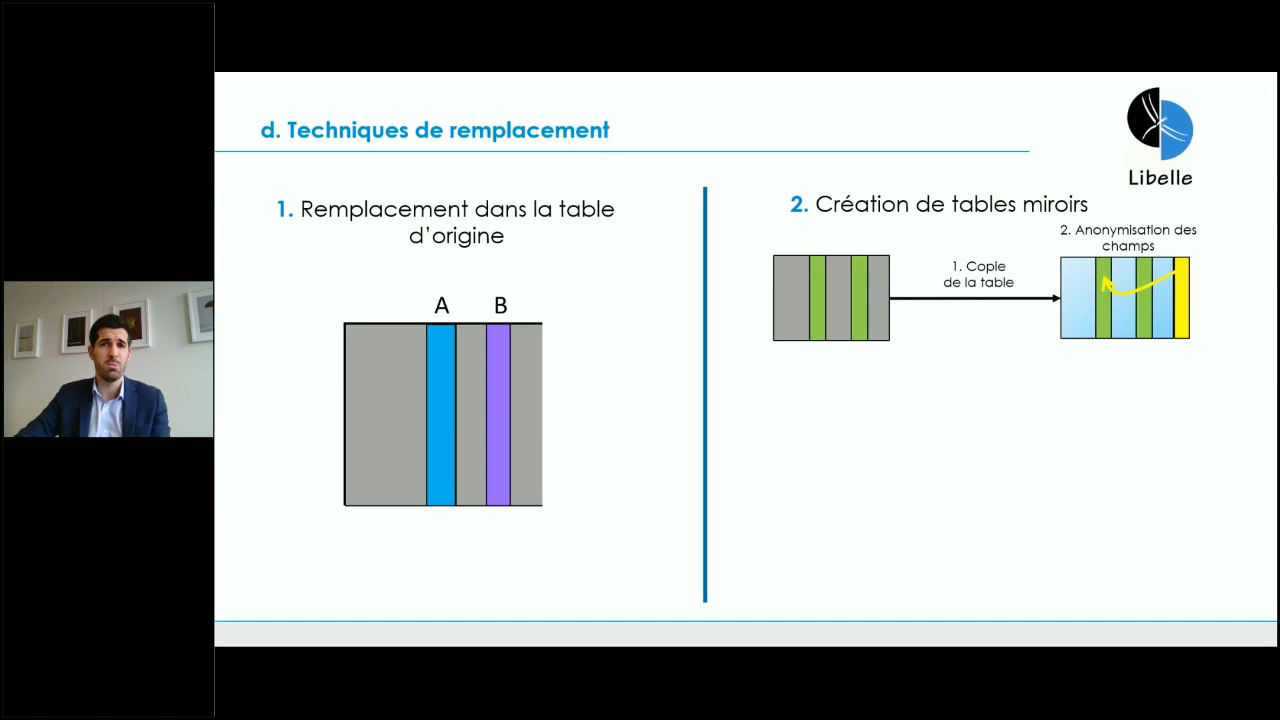 d. Techniques de remplacement
Libelle
1. Remplacement dans la table
d'origine
A B
2. Création de tables miroirs
2. Anonymisation des
champs
1. Copie
de la table